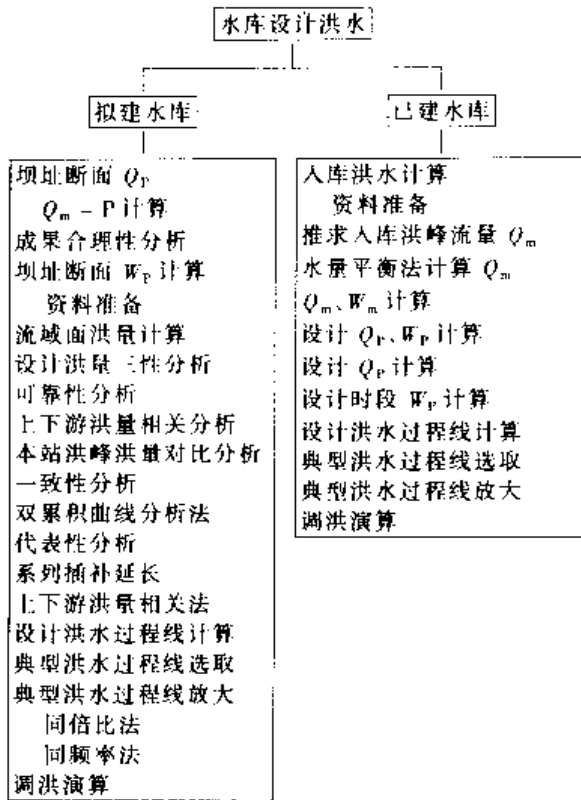 水库设计洪水
拟建水库
坝址断面 Qp
Qm－P 计算
成果合理性分析
坝址断面 Wp 计算
资料准备
流域面洪量计算
设计洪量三性分析
可靠性分析
上下游洪量相关分析
本站洪峰洪量对比分析
一致性分析
双累积曲线分析法
代表性分析
系列插补延长
上下游洪量相关法
设计洪水过程线计算
典型洪水过程线选取
典型洪水过程线放大
同倍比法
同频率法
调洪演算
已建水库
入库洪水计算
资料准备
推求入库洪峰流量 Qm
水量平衡法计算 Qm
Qm、Wm 计算
设计 Qp、Wp 计算
设计 Qp 计算
设计时段 Wp 计算
设计洪水过程线计算
典型洪水过程线选取
典型洪水过程线放大
调洪演算